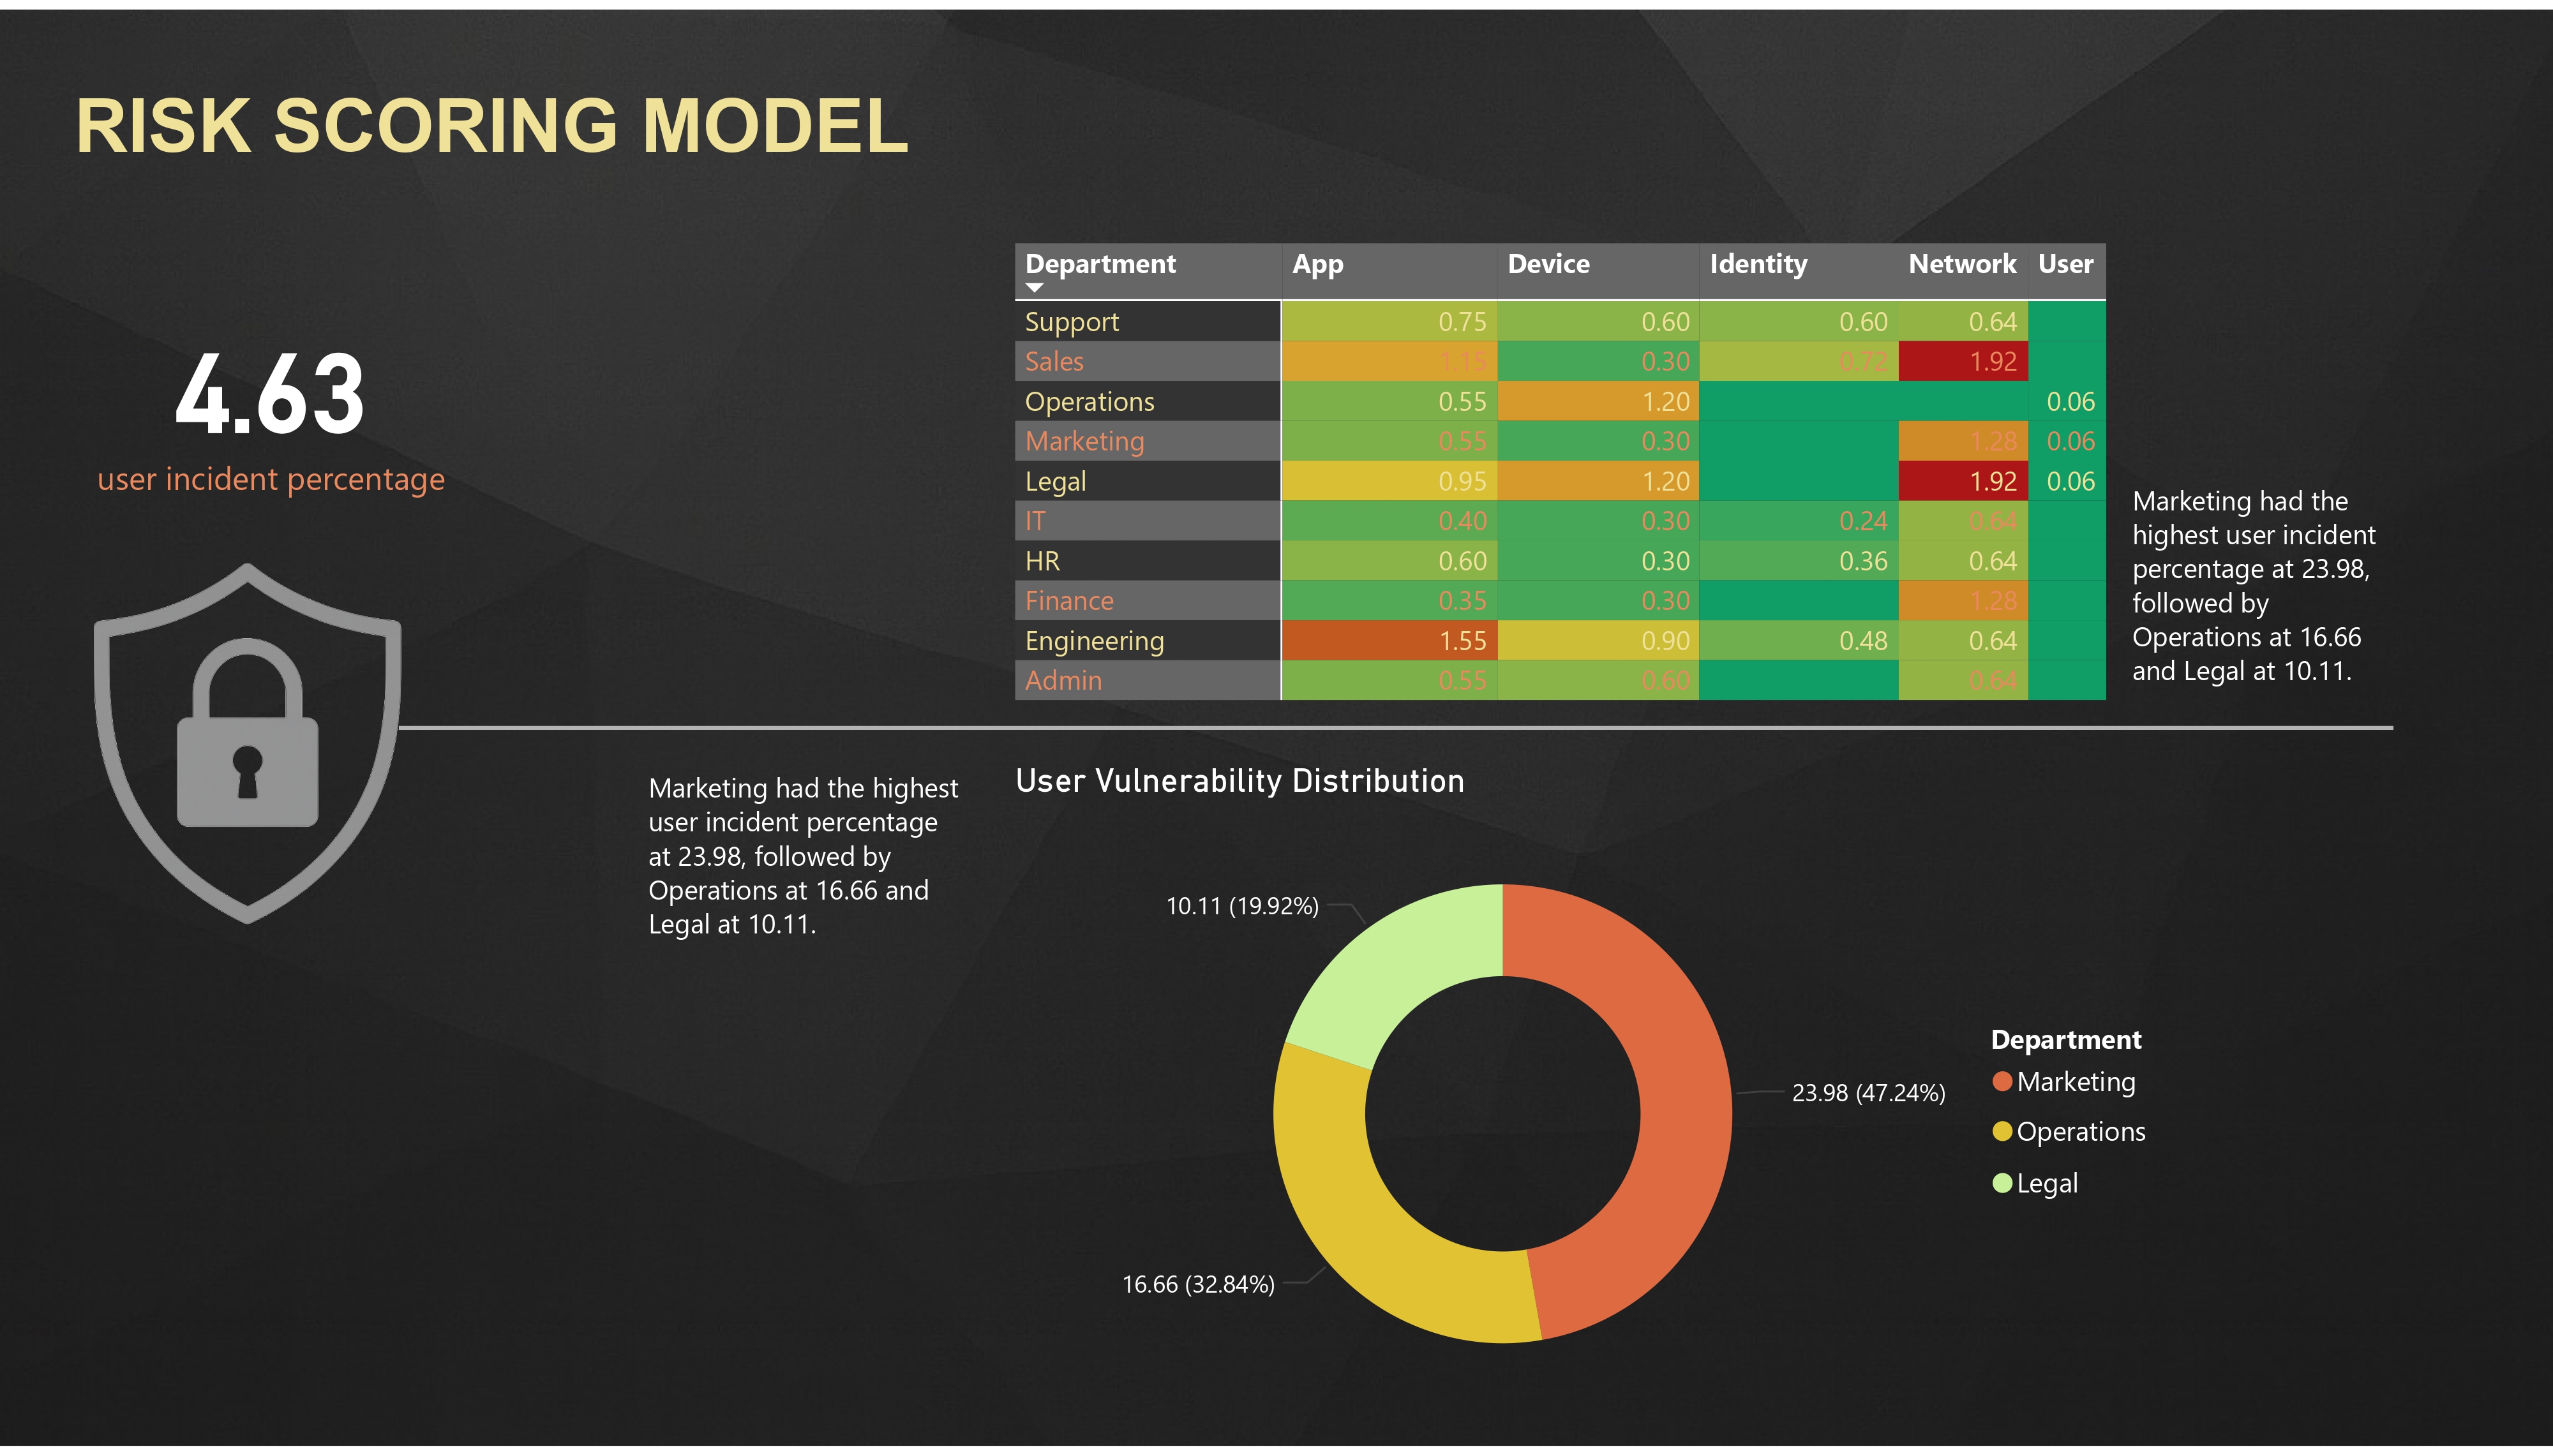 RISK SCORING MODEL
4.63
user incident percentage
Department App Device Identity Network User
Support 0.75 0.60 0.60 0.64
Sales 1.15 0.30 0.72 1.92
Operations 0.55 1.20 0.06
Marketing 0.55 0.30 1.28 0.06
Legal 0.95 1.20 1.92 0.06
IT 0.40 0.30 0.24 0.64
HR 0.60 0.30 0.36 0.64
Finance 0.35 0.30 1.28
Engineering 1.55 0.90 0.48 0.64
Admin 0.55 0.60 0.64
Marketing had the
highest user incident
percentage at 23.98,
followed by
Operations at 16.66
and Legal at 10.11.
Marketing had the highest
user incident percentage
at 23.98, followed by
Operations at 16.66 and
Legal at 10.11.
User Vulnerability Distribution
10.11 (19.92%)
23.98 (47.24%)
16.66 (32.84%)
Department
Marketing
Operations
Legal